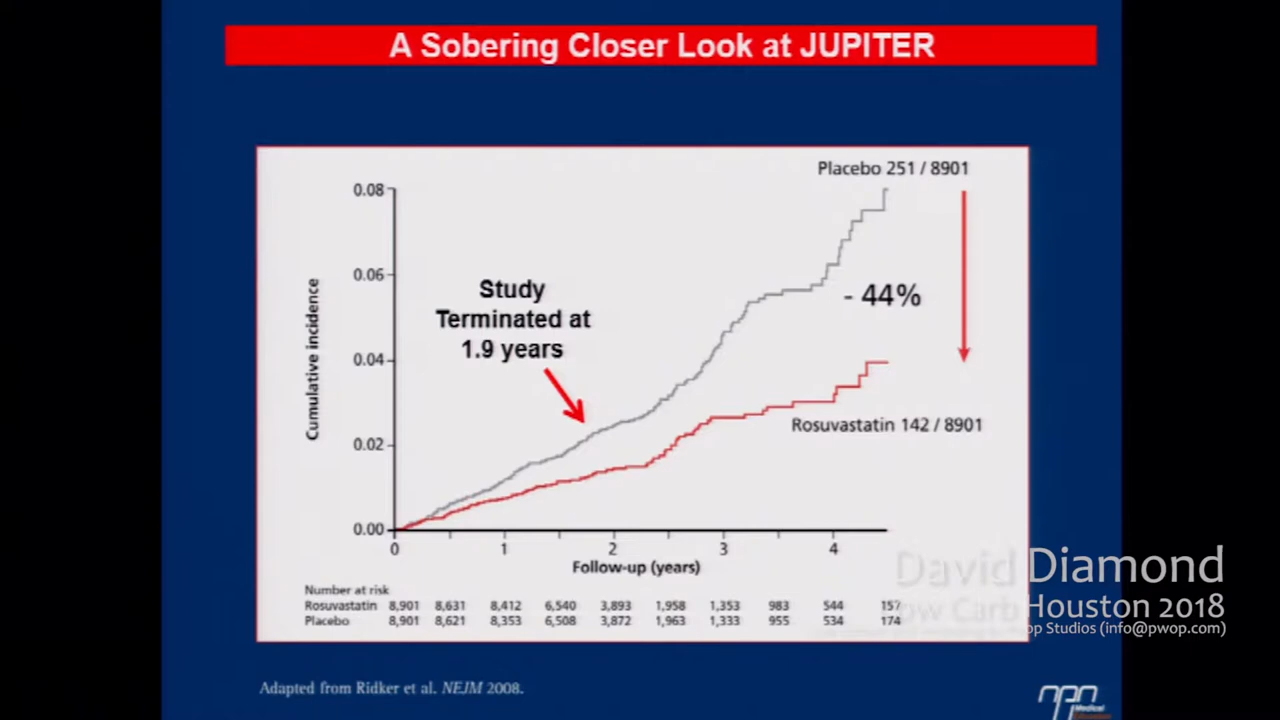 A Sobering Closer Look at JUPITER
Placebo 251 / 8901
0.08
0.06
0.04
0.02
0.00
Cumulative incidence
Study
Terminated at
1.9 years
- 44%
Rosuvastatin 142 / 8901
0 1 2 3 4
Follow-up (years)
Number at risk
Rosuvastatin 8,901 8,631 8,412 6,540 3,893 1,958 1,353 983 544 157
Placebo 8,901 8,621 8,353 6,508 3,872 1,963 1,333 955 534 174
David Diamond
Low Carb Houston 2018
op Studios (info@pwop.com)
Adapted from Ridker et al. NEJM 2008.
Medical